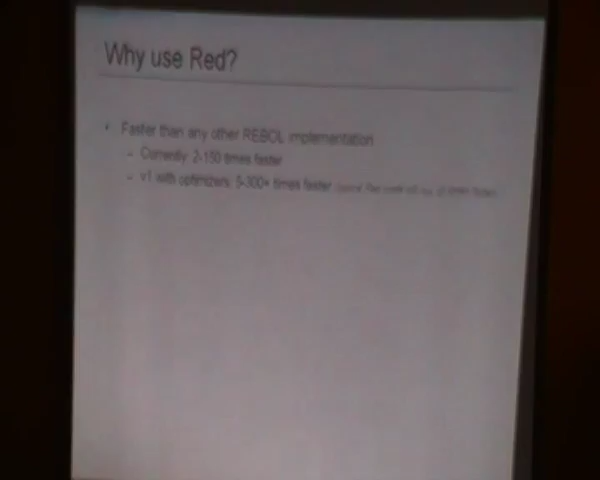 Why use Red?
• Faster than any other REBOL implementation
– Currently: 2-150 times faster
– v1 with optimizers: 5-300+ times faster